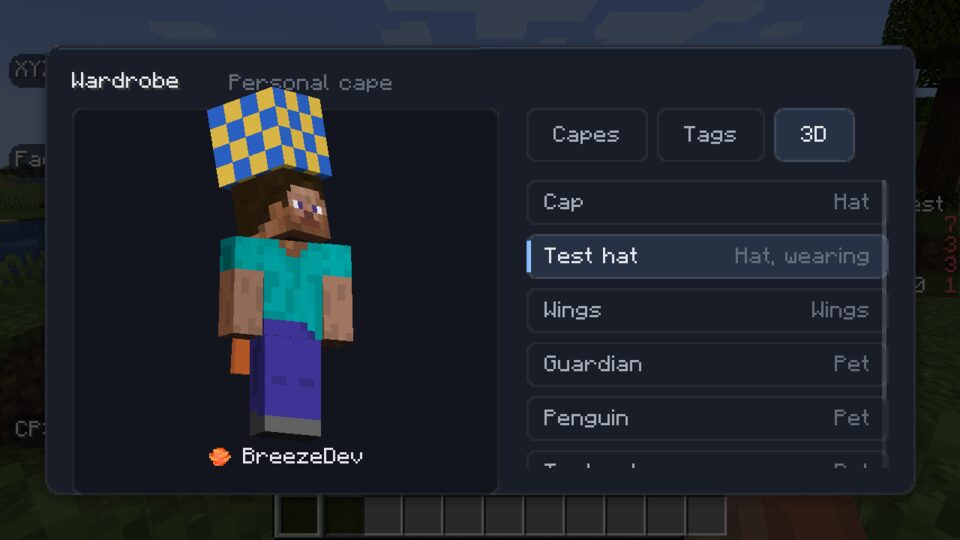 Wardrobe Personal cape
Capes Tags 3D
Cap Hat
Test hat Hat, wearing
Wings Wings
Guardian Pet
Penguin Pet
BreezeDev